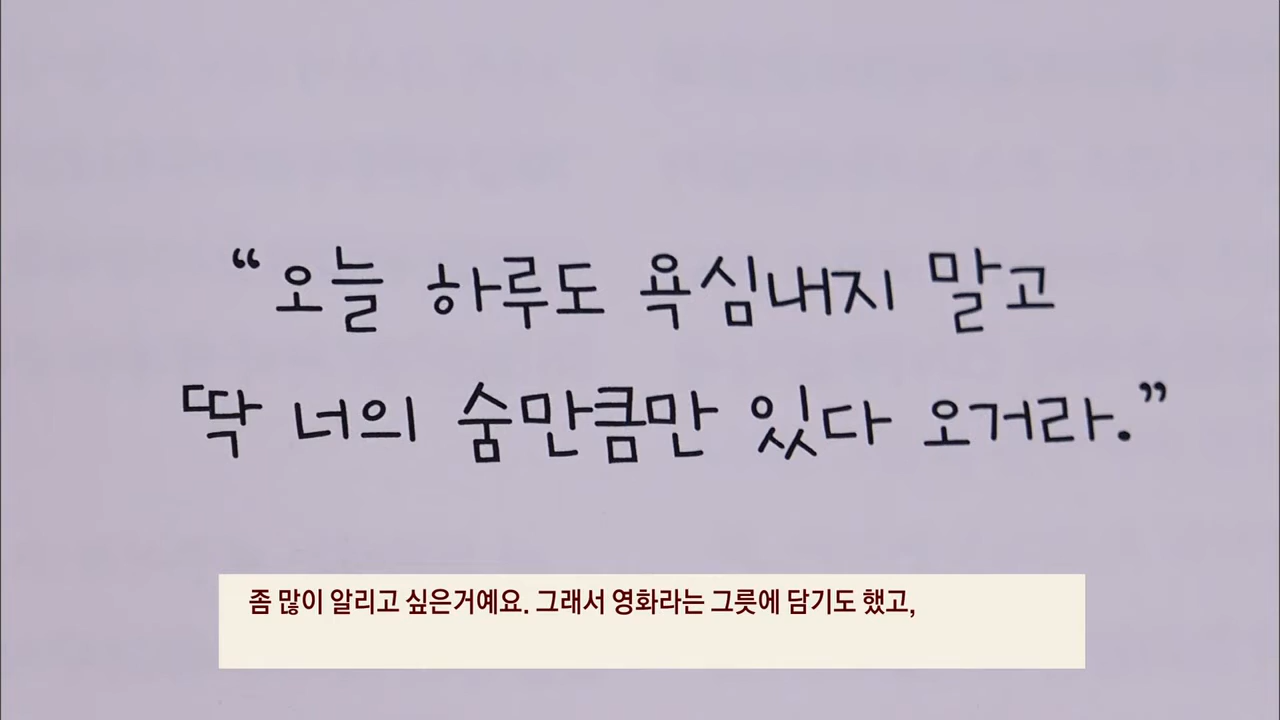 “오늘 하루도 욕심내지 말고
딱 너의 숨만큼만 있다 오거라.”
좀 많이 알리고 싶은거예요. 그래서 영화라는 그릇에 담기도 했고,